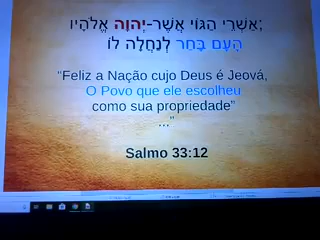 אַשְׁרֵי הַגּוֹי אֲשֶׁר-יְהוָה אֱלֹהָיו;
הָעָם בָּחַר לְנַחֲלָה לוֹ
“Feliz a Nação cujo Deus é Jeová,
O Povo que ele escolheu
como sua propriedade”
...”
Salmo 33:12